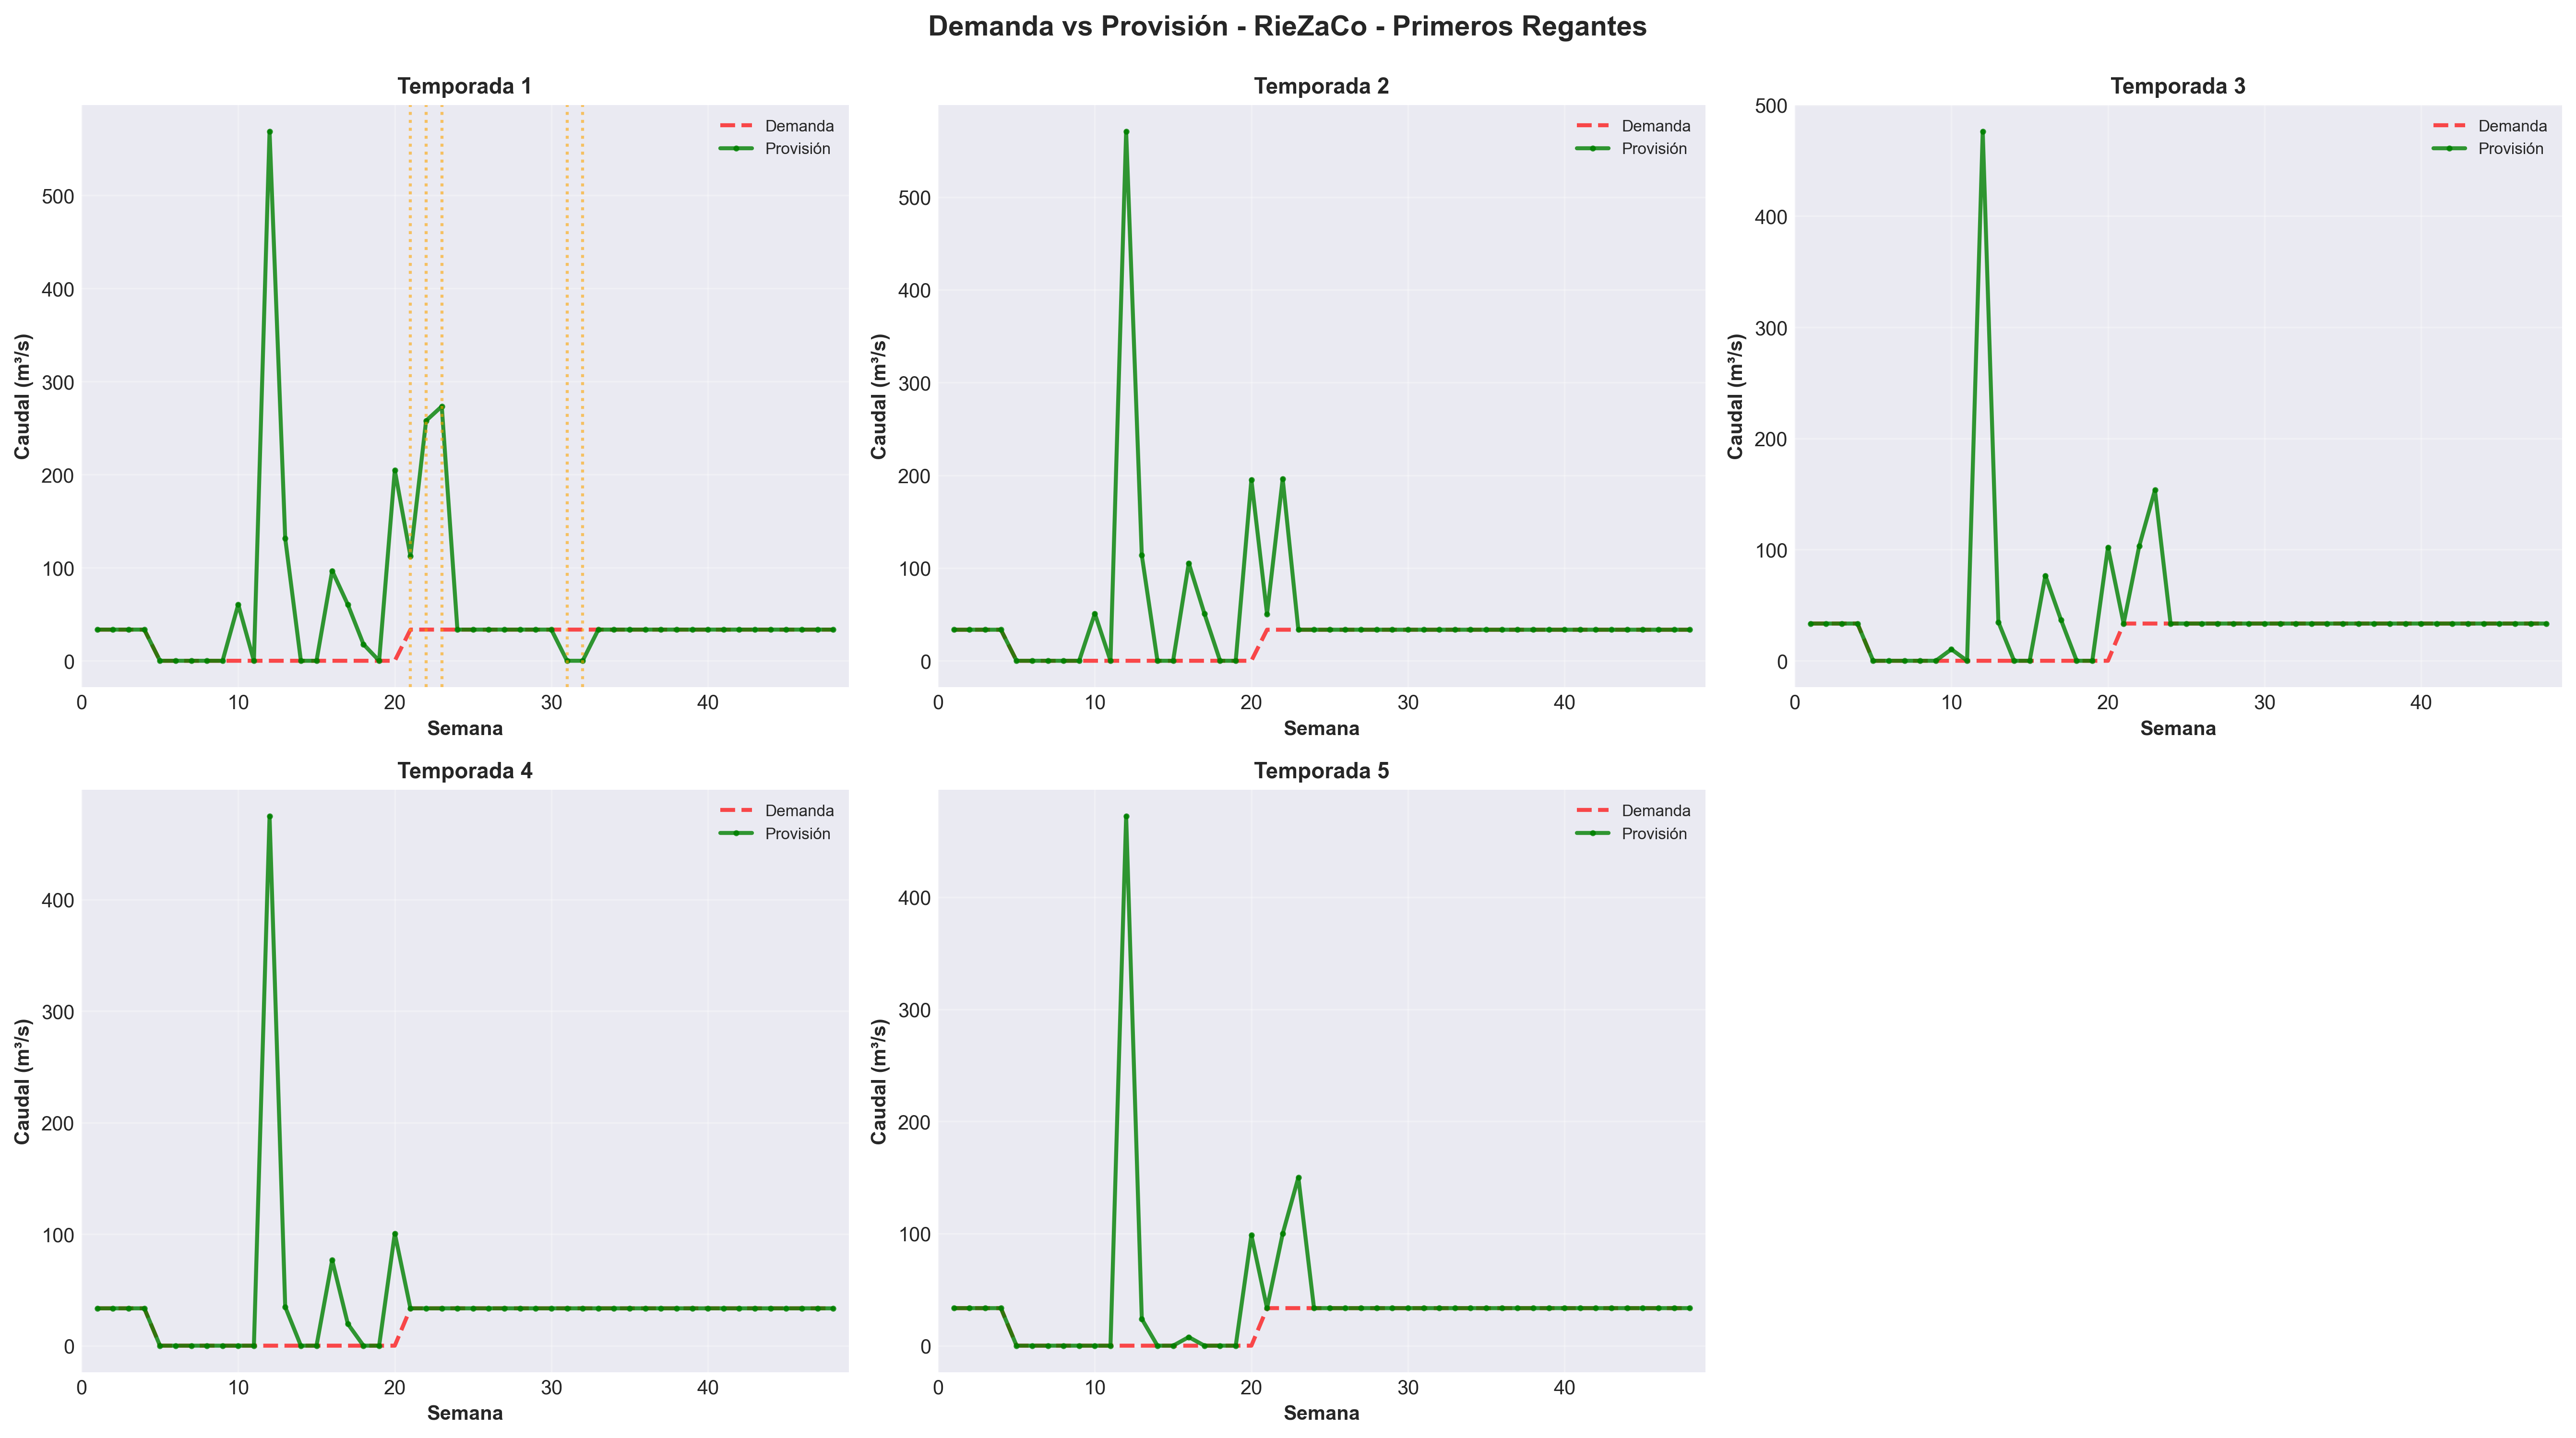 Demanda vs Provisión - RieZaCo - Primeros Regantes
Temporada 1
Demanda
Provisión
Caudal (m³/s)
500
400
300
200
100
0
0 10 20 30 40
Semana
Temporada 2
Demanda
Provisión
Caudal (m³/s)
500
400
300
200
100
0
0 10 20 30 40
Semana
Temporada 3
Demanda
Provisión
Caudal (m³/s)
500
400
300
200
100
0
0 10 20 30 40
Semana
Temporada 4
Demanda
Provisión
Caudal (m³/s)
400
300
200
100
0
0 10 20 30 40
Semana
Temporada 5
Demanda
Provisión
Caudal (m³/s)
400
300
200
100
0
0 10 20 30 40
Semana